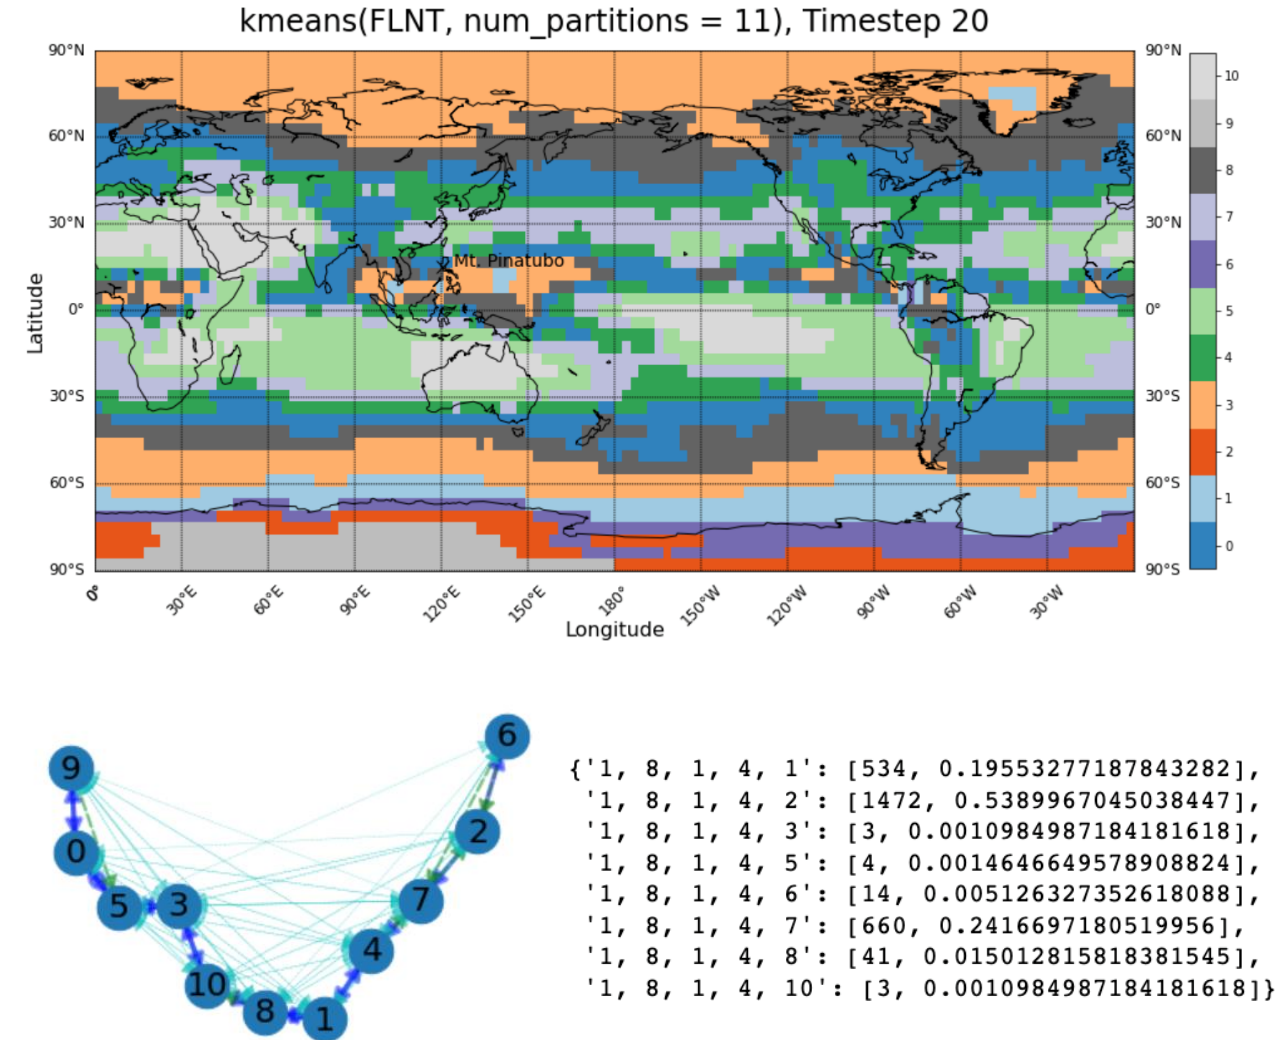 kmeans(FLNT, num_partitions = 11), Timestep 20
90°N
60°N
30°N
0°
30°S
60°S
90°S
Latitude
Mt. Pinatubo
90°N
60°N
30°N
0°
30°S
60°S
90°S
10
9
8
7
6
5
4
3
2
1
0
0° 30°E 60°E 90°E 120°E 150°E 180° 150°W 120°W 90°W 60°W 30°W
Longitude
6
9
2
0
7
5 3
4
10
8 1
{'1, 8, 1, 4, 1': [534, 0.19553277187843282],
'1, 8, 1, 4, 2': [1472, 0.5389967045038447],
'1, 8, 1, 4, 3': [3, 0.0010984987184181618],
'1, 8, 1, 4, 5': [4, 0.0014646649578908824],
'1, 8, 1, 4, 6': [14, 0.005126327352618088],
'1, 8, 1, 4, 7': [660, 0.2416697180519956],
'1, 8, 1, 4, 8': [41, 0.015012815818381545],
'1, 8, 1, 4, 10': [3, 0.0010984987184181618]}